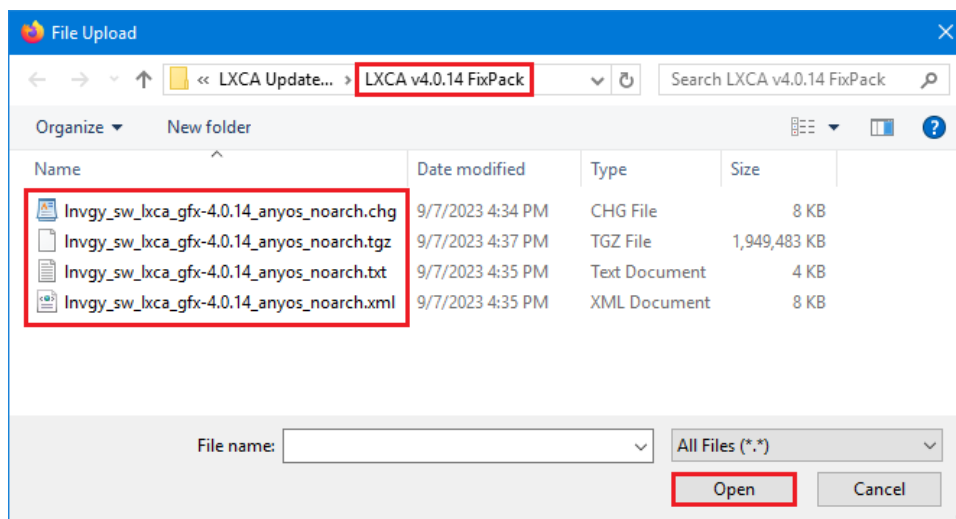 File Upload
« LXCA Update... › LXCA v4.0.14 FixPack
Search LXCA v4.0.14 FixPack
Organize
New folder
Name Date modified Type Size
lnvgy_sw_lxca_gfx-4.0.14_anyos_noarch.chg 9/7/2023 4:34 PM CHG File 8 KB
lnvgy_sw_lxca_gfx-4.0.14_anyos_noarch.tgz 9/7/2023 4:37 PM TGZ File 1,949,483 KB
lnvgy_sw_lxca_gfx-4.0.14_anyos_noarch.txt 9/7/2023 4:35 PM Text Document 4 KB
lnvgy_sw_lxca_gfx-4.0.14_anyos_noarch.xml 9/7/2023 4:35 PM XML Document 8 KB
File name:
All Files (*.*)
Open
Cancel